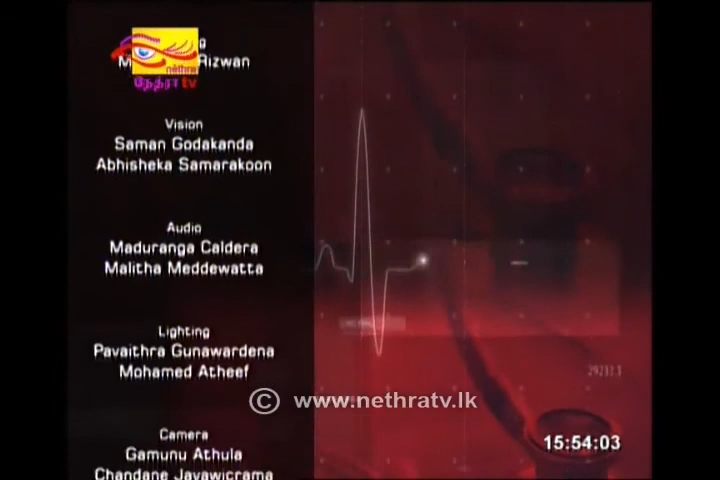 Rizwan
nethra
நேத்ரா tv
Vision
Saman Godakanda
Abhisheka Samarakoon
Audio
Maduranga Caldera
Malitha Meddewatta
Lighting
Pavaithra Gunawardena
Mohamed Atheef
© www.nethratv.lk
Camera
15:54:03
Gamunu Athula
Chandane Jayawicrama